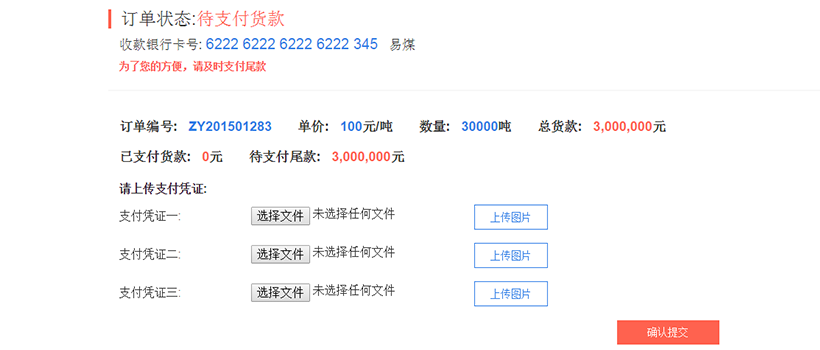 订单状态:待支付货款
收款银行卡号: 6222 6222 6222 6222 345 易煤
为了您的方便，请及时支付尾款
订单编号: ZY201501283 单价: 100元/吨 数量: 30000吨 总货款: 3,000,000元
已支付货款: 0元 待支付尾款: 3,000,000元
请上传支付凭证:
支付凭证一: 选择文件 未选择任何文件 上传图片
支付凭证二: 选择文件 未选择任何文件 上传图片
支付凭证三: 选择文件 未选择任何文件 上传图片
确认提交